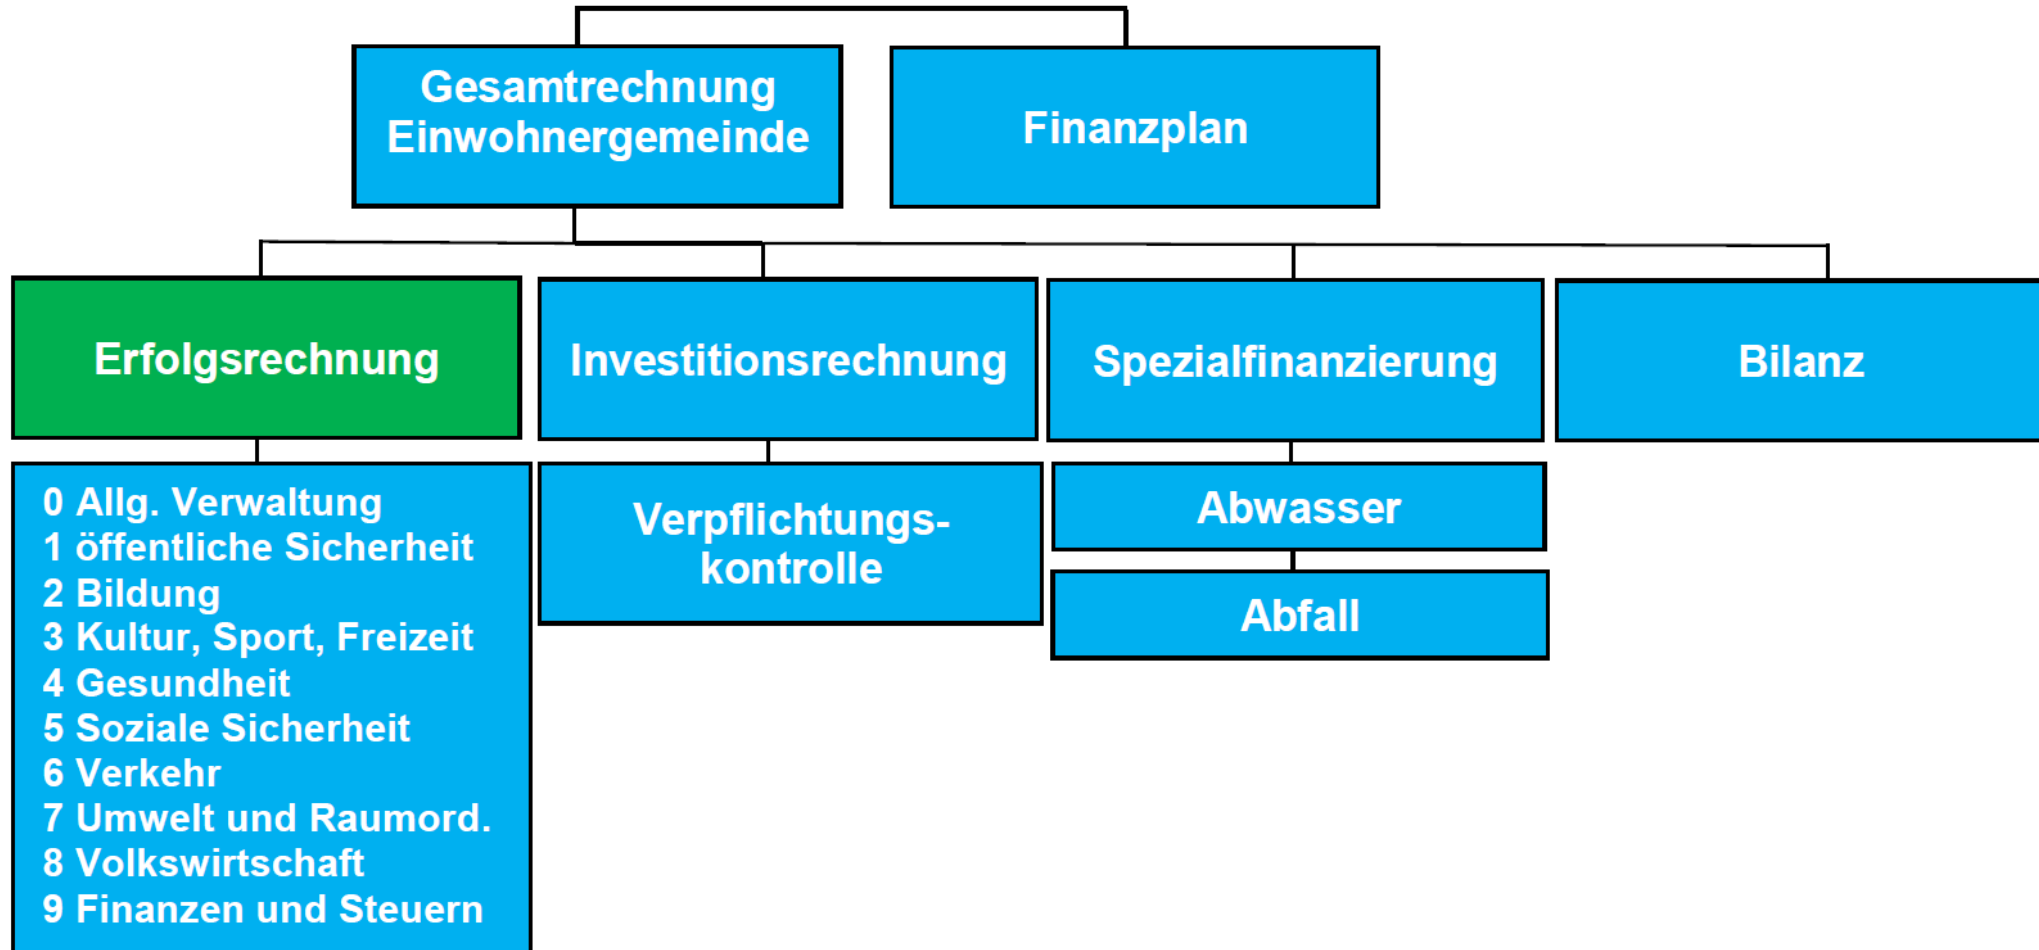 Gesamtrechnung
Einwohnergemeinde
Finanzplan
Erfolgsrechnung
Investitionsrechnung
Spezialfinanzierung
Bilanz
0 Allg. Verwaltung
1 öffentliche Sicherheit
2 Bildung
3 Kultur, Sport, Freizeit
4 Gesundheit
5 Soziale Sicherheit
6 Verkehr
7 Umwelt und Raumord.
8 Volkswirtschaft
9 Finanzen und Steuern
Verpflichtungs-
kontrolle
Abwasser
Abfall